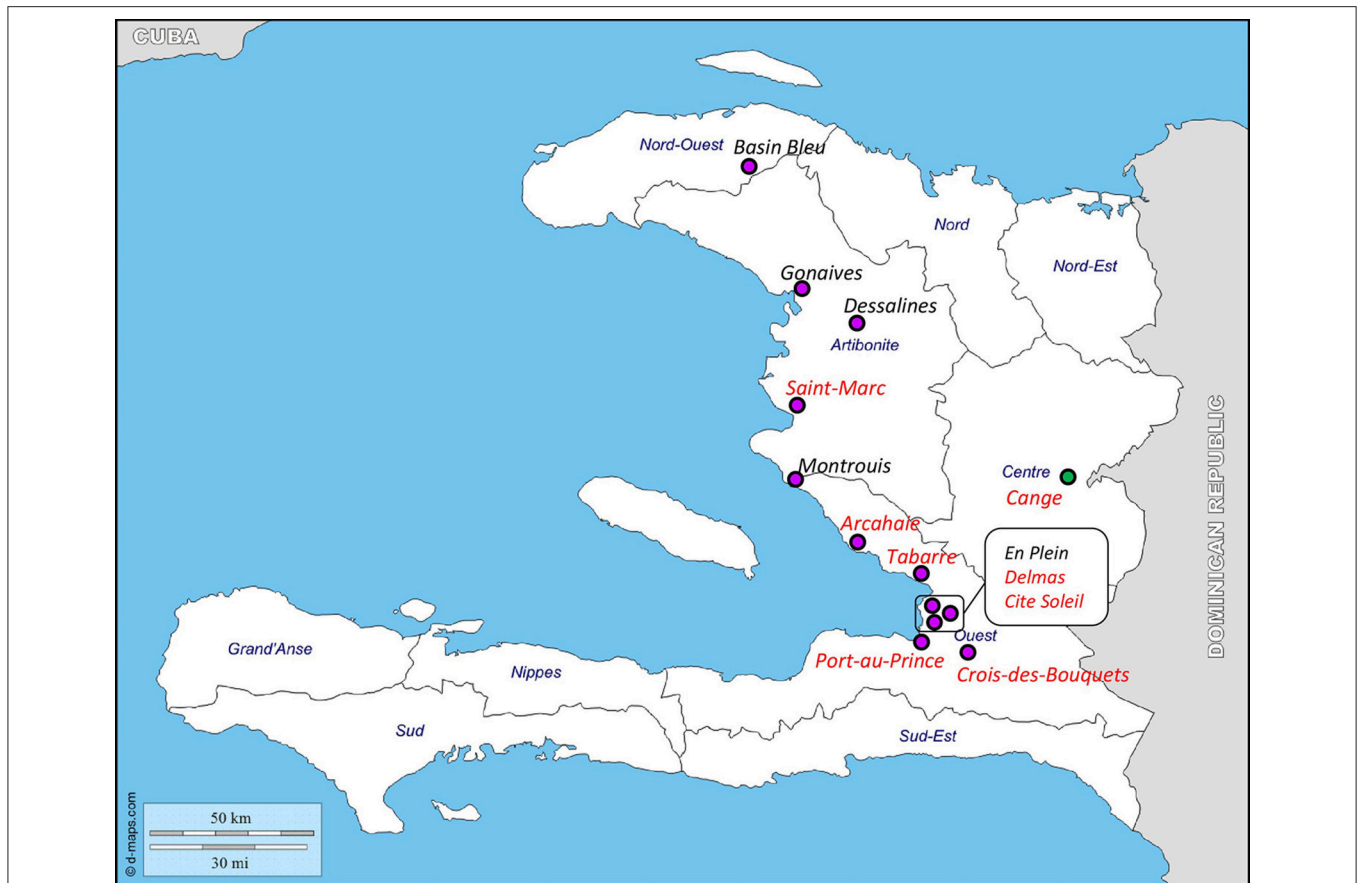 CUBA
Nord-Ouest
Basin Bleu
Nord
Nord-Est
Gonaives
Dessalines
Artibonite
Saint-Marc
Montrouis
Centre
Cange
DOMINICAN REPUBLIC
Arcahaie
Tabarre
En Plein
Delmas
Cite Soleil
Ouest
Port-au-Prince
Crois-des-Bouquets
Grand'Anse
Nippes
Sud
Sud-Est
50 km
30 mi
© d-maps.com